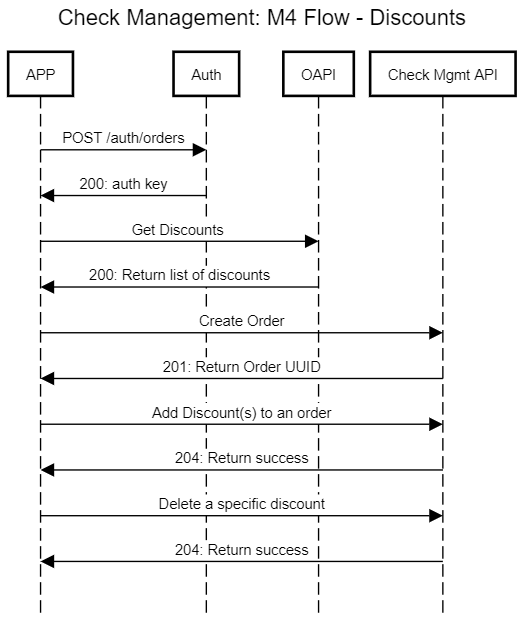 Check Management: M4 Flow - Discounts
APP
Auth
OAPI
Check Mgmt API
POST /auth/orders
200: auth key
Get Discounts
200: Return list of discounts
Create Order
201: Return Order UUID
Add Discount(s) to an order
204: Return success
Delete a specific discount
204: Return success